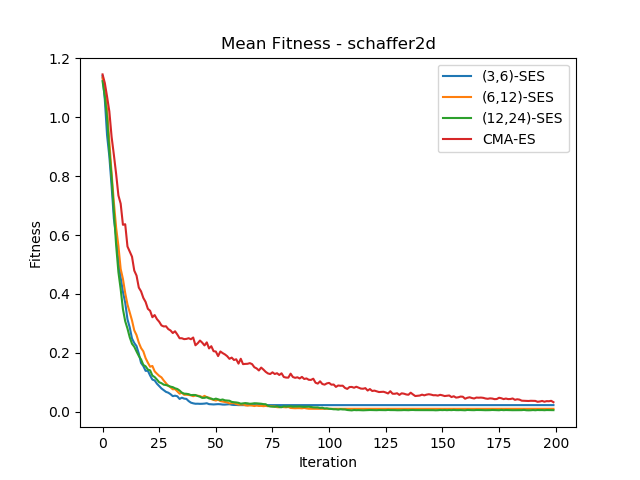 Mean Fitness - schaffer2d
1.2
1.0
0.8
0.6
0.4
0.2
0.0
Fitness
(3,6)-SES
(6,12)-SES
(12,24)-SES
CMA-ES
0 25 50 75 100 125 150 175 200
Iteration